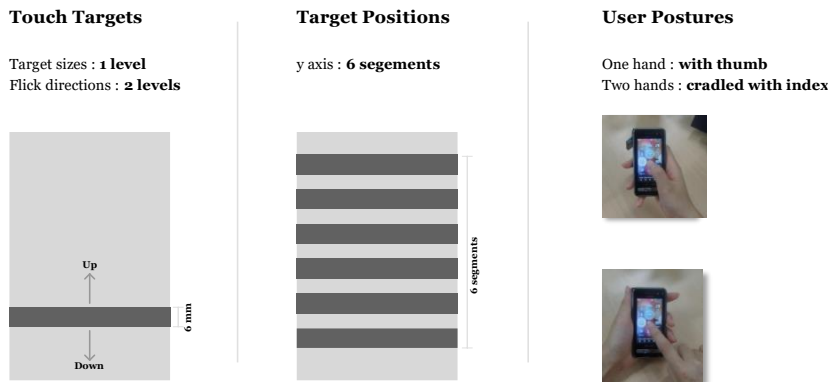 Touch Targets
Target sizes : 1 level
Flick directions : 2 levels
Up
6 mm
Down
Target Positions
y axis : 6 segements
6 segments
User Postures
One hand : with thumb
Two hands : cradled with index